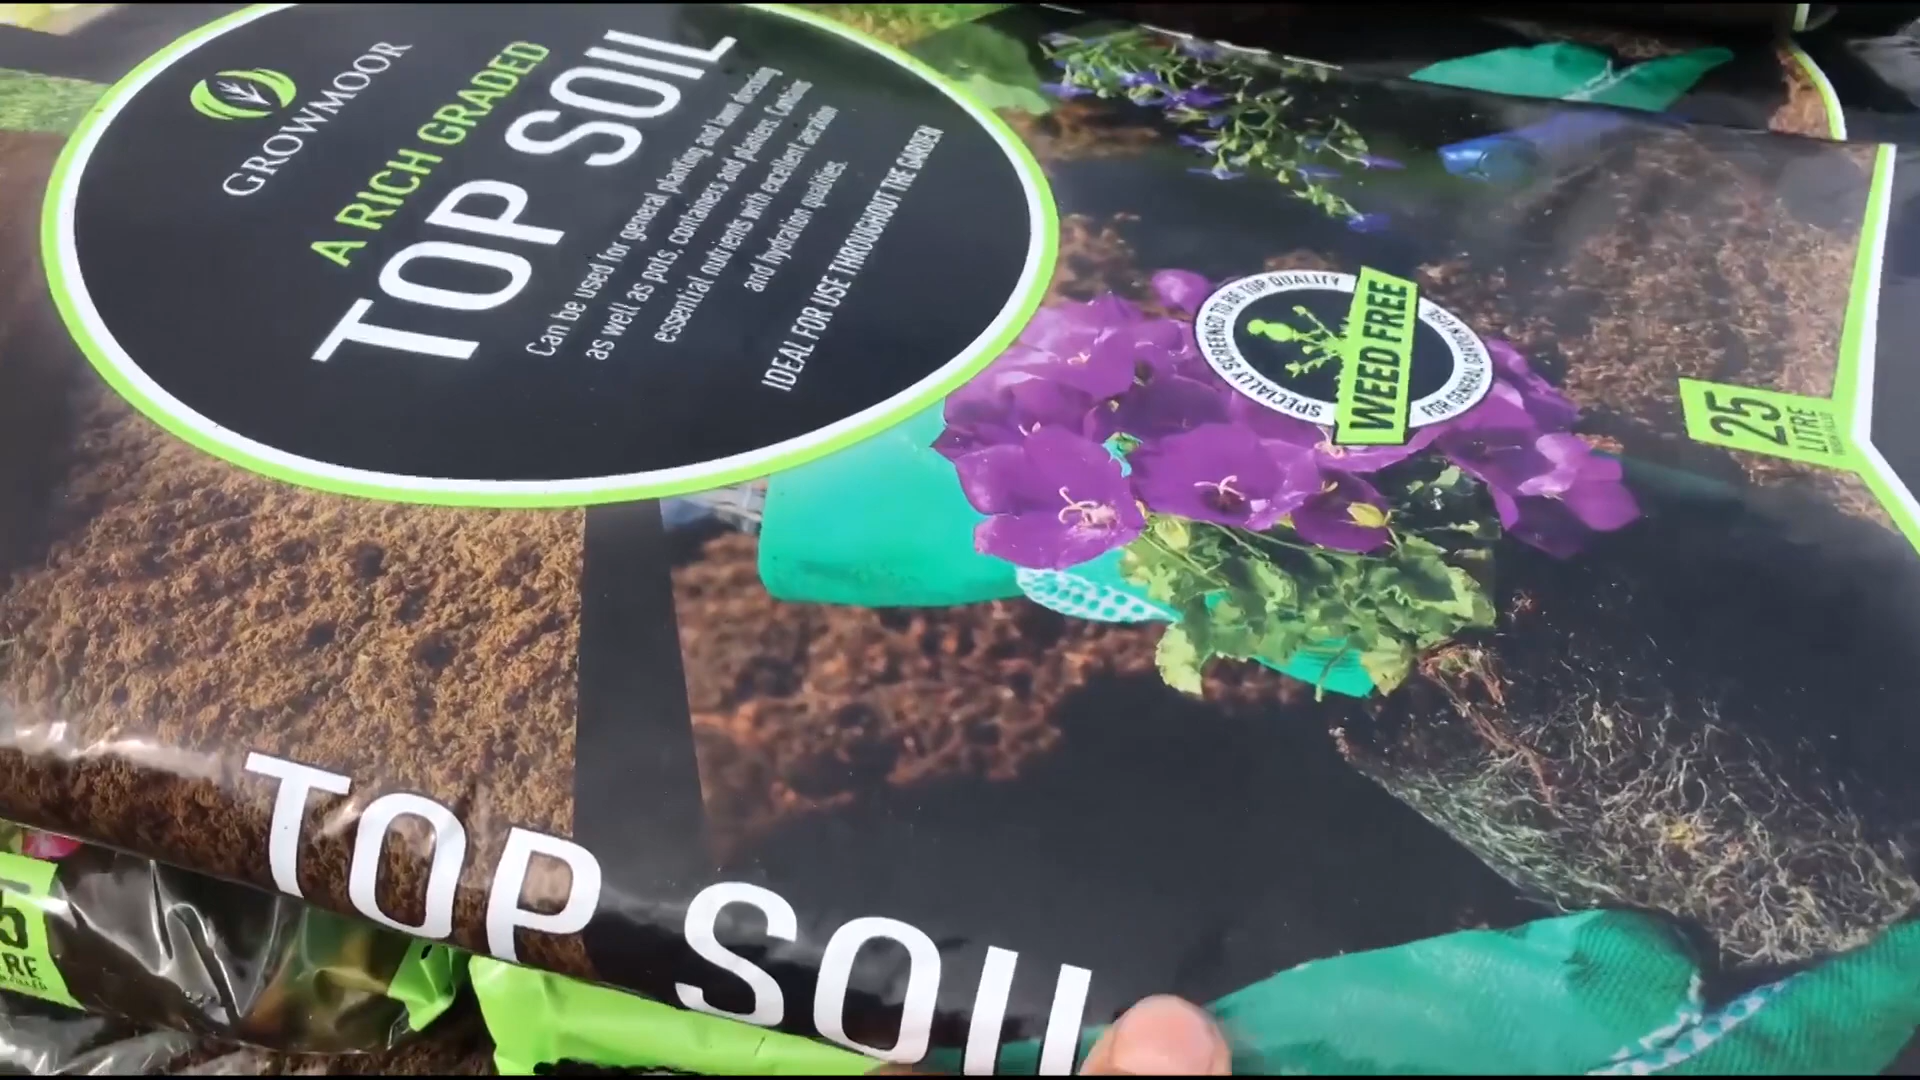 GROWMOOR
A RICH GRADED
TOP SOIL
Can be used for general planting and lawn dressing
as well as pots, containers and planters. Contains
essential nutrients with excellent aeration
and hydration qualities.
IDEAL FOR USE THROUGHOUT THE GARDEN
SPECIALLY SCREENED TO BE TOP QUALITY
WEED FREE
FOR GENERAL GARDEN USE
25
LITRE
TOP SOIL
5
RE